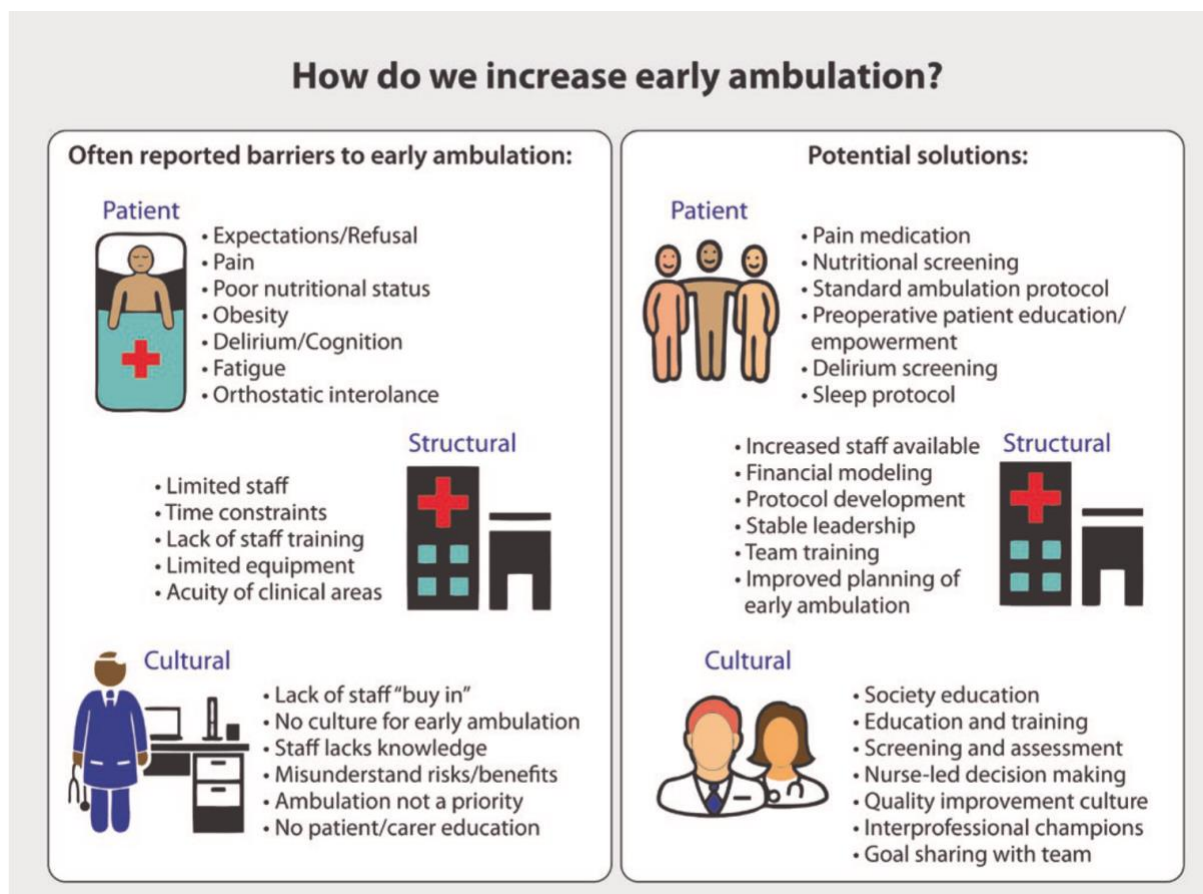 How do we increase early ambulation?
Often reported barriers to early ambulation:
Patient
• Expectations/Refusal
• Pain
• Poor nutritional status
• Obesity
• Delirium/Cognition
• Fatigue
• Orthostatic interolance
Structural
• Limited staff
• Time constraints
• Lack of staff training
• Limited equipment
• Acuity of clinical areas
Cultural
• Lack of staff "buy in"
• No culture for early ambulation
• Staff lacks knowledge
• Misunderstand risks/benefits
• Ambulation not a priority
• No patient/carer education
Potential solutions:
Patient
• Pain medication
• Nutritional screening
• Standard ambulation protocol
• Preoperative patient education/
empowerment
• Delirium screening
• Sleep protocol
Structural
• Increased staff available
• Financial modeling
• Protocol development
• Stable leadership
• Team training
• Improved planning of
early ambulation
Cultural
• Society education
• Education and training
• Screening and assessment
• Nurse-led decision making
• Quality improvement culture
• Interprofessional champions
• Goal sharing with team